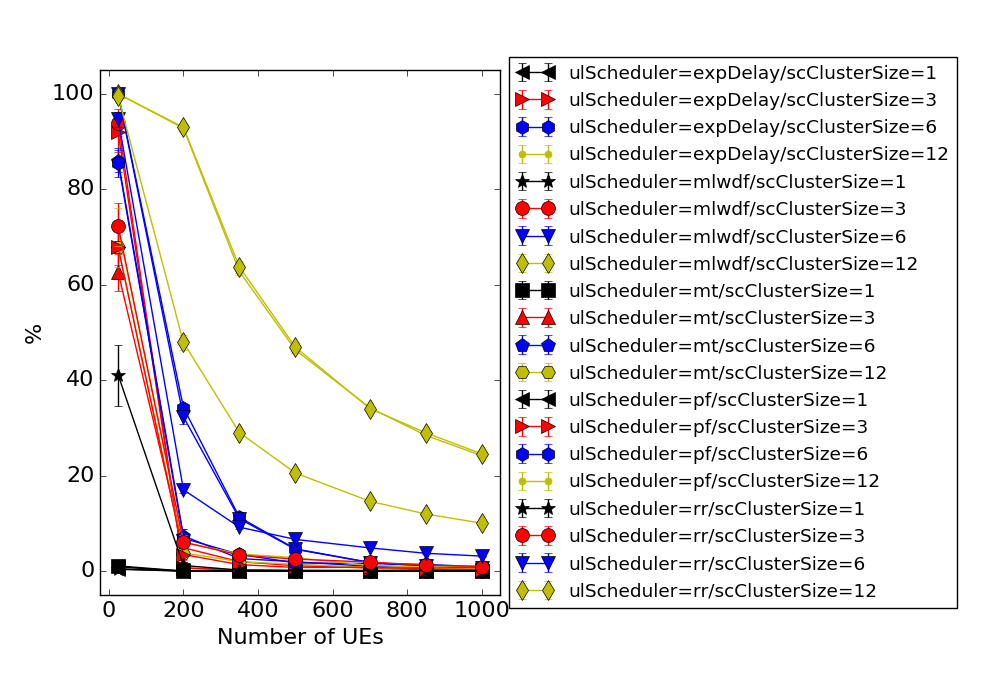 100
80
60
40
20
0
%
0 200 400 600 800 1000
Number of UEs
ulScheduler=expDelay/scClusterSize=1
ulScheduler=expDelay/scClusterSize=3
ulScheduler=expDelay/scClusterSize=6
ulScheduler=expDelay/scClusterSize=12
ulScheduler=mlwdf/scClusterSize=1
ulScheduler=mlwdf/scClusterSize=3
ulScheduler=mlwdf/scClusterSize=6
ulScheduler=mlwdf/scClusterSize=12
ulScheduler=mt/scClusterSize=1
ulScheduler=mt/scClusterSize=3
ulScheduler=mt/scClusterSize=6
ulScheduler=mt/scClusterSize=12
ulScheduler=pf/scClusterSize=1
ulScheduler=pf/scClusterSize=3
ulScheduler=pf/scClusterSize=6
ulScheduler=pf/scClusterSize=12
ulScheduler=rr/scClusterSize=1
ulScheduler=rr/scClusterSize=3
ulScheduler=rr/scClusterSize=6
ulScheduler=rr/scClusterSize=12